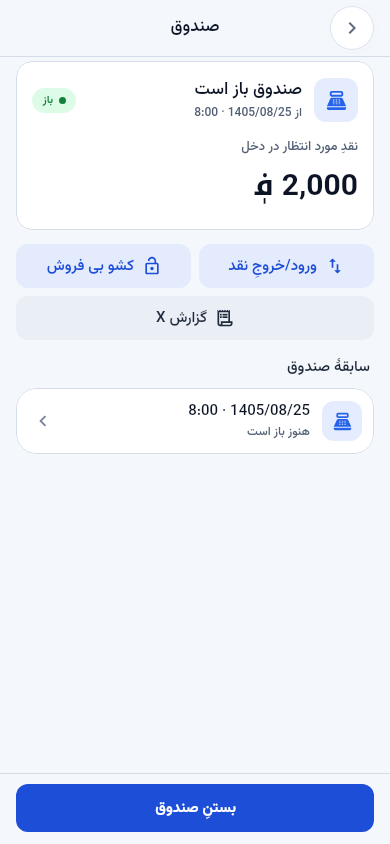 صندوق
صندوق باز است
از 1405/08/25 · 8:00
باز
نقدِ مورد انتظار در دخل
2,000 ؋
ورود/خروجِ نقد
کشو بی فروش
گزارش X
سابقهٔ صندوق
1405/08/25 · 8:00
هنوز باز است
بستنِ صندوق